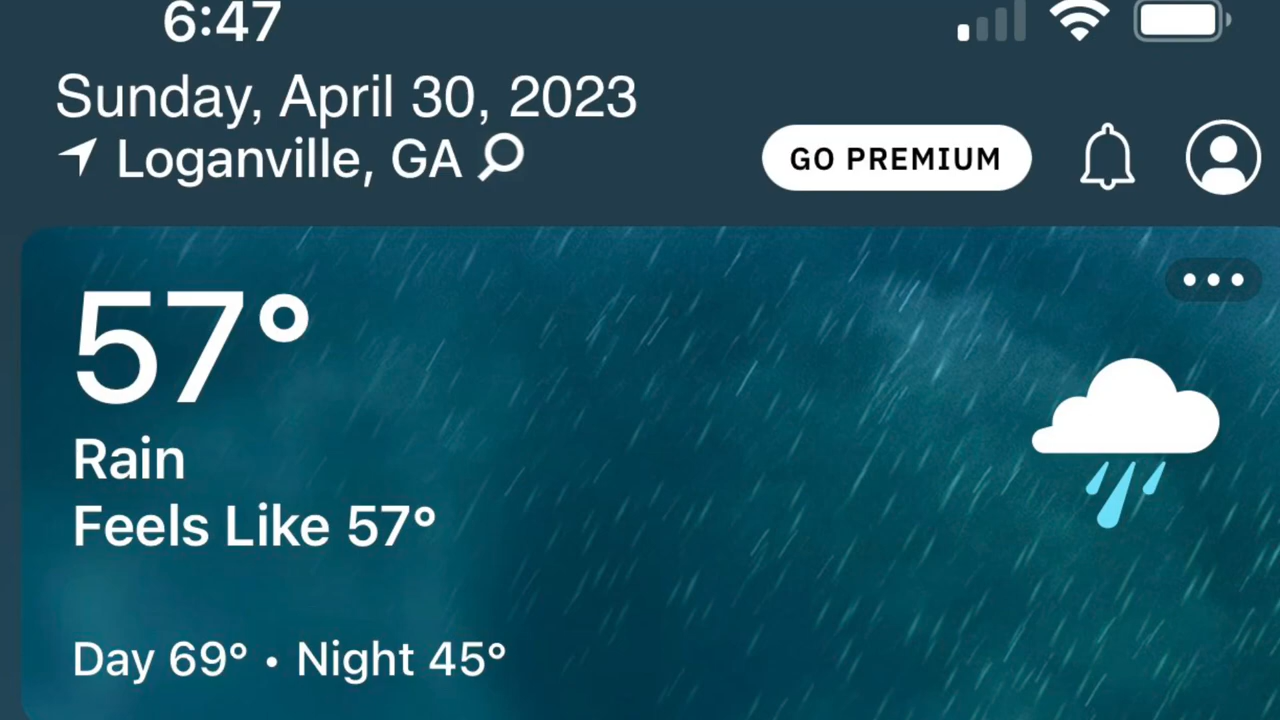 6:47
Sunday, April 30, 2023
Loganville, GA
GO PREMIUM
57°
Rain
Feels Like 57°
Day 69° • Night 45°